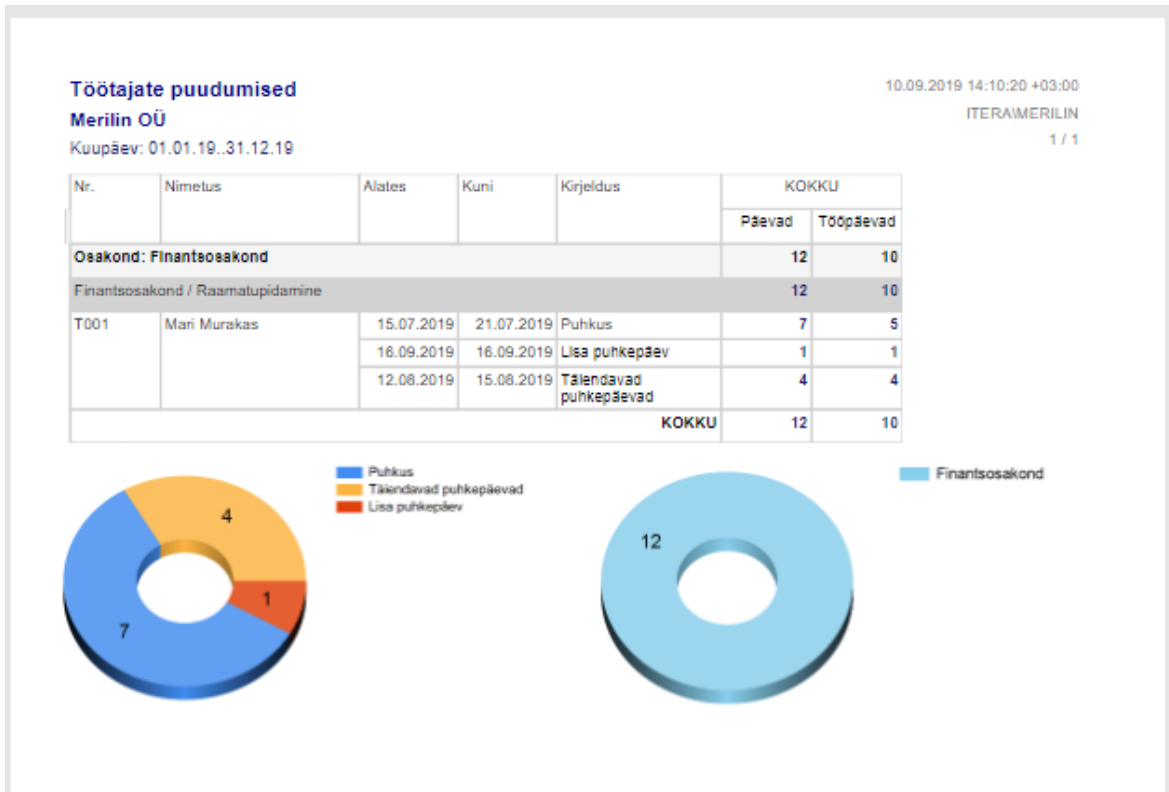 Töötajate puudumised
10.09.2019 14:10:20 +03:00
Merilin OÜ
ITERA\MERILIN
Kuupäev: 01.01.19..31.12.19
1 / 1
Nr. Nimetus Alates Kuni Kirjeldus KOKKU
Päevad Tööpäevad
Osakond: Finantsosakond 12 10
Finantsosakond / Raamatupidamine 12 10
T001 Mari Murakas 15.07.2019 21.07.2019 Puhkus 7 5
16.09.2019 16.09.2019 Lisa puhkepäev 1 1
12.08.2019 15.08.2019 Täiendavad 4 4
puhkepäevad
KOKKU 12 10
Puhkus
Täiendavad puhkepäevad
Lisa puhkepäev
4
1
7
Finantsosakond
12